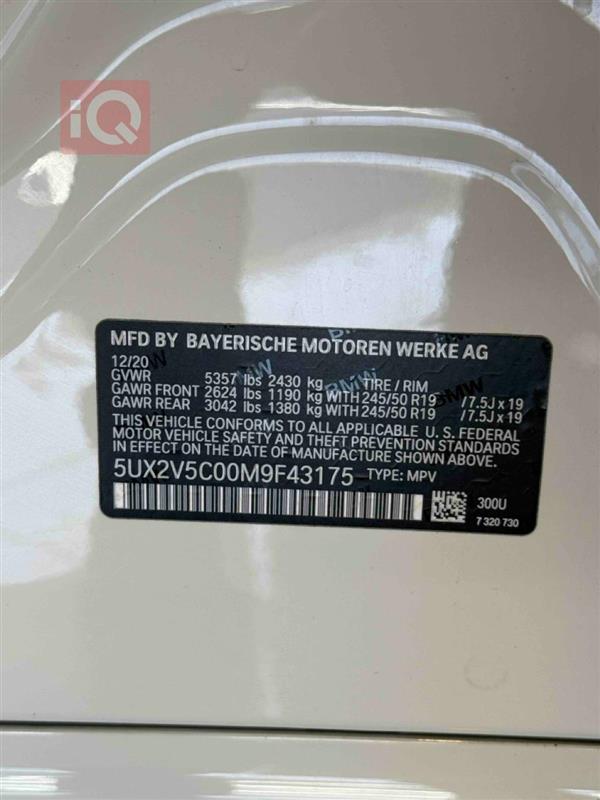 iQ
MFD BY BAYERISCHE MOTOREN WERKE AG
12/20
GVWR 5357 lbs 2430 kg TIRE / RIM
GAWR FRONT 2624 lbs 1190 kg WITH 245/50 R19 /7.5J x 19
GAWR REAR 3042 lbs 1380 kg WITH 245/50 R19 /7.5J x 19
THIS VEHICLE CONFORMS TO ALL APPLICABLE U. S. FEDERAL
MOTOR VEHICLE SAFETY AND THEFT PREVENTION STANDARDS
IN EFFECT ON THE DATE OF MANUFACTURE SHOWN ABOVE.
5UX2V5C00M9F43175 TYPE: MPV
300U
7 320 730
BMW
BMW
BMW